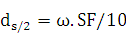 d_{s/2} = ω. SF/10